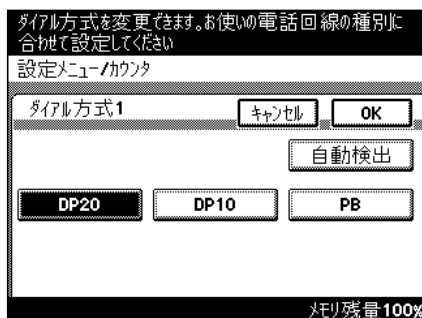 ﾀﾞｲｱﾙ方式を変更できます。お使いの電話回線の種別に
合わせて設定してください
設定ﾒﾆｭｰ/ｶｳﾝﾀ
ﾀﾞｲｱﾙ方式1
ｷｬﾝｾﾙ OK
自動検出
DP20 DP10 PB
ﾒﾓﾘ残量100%